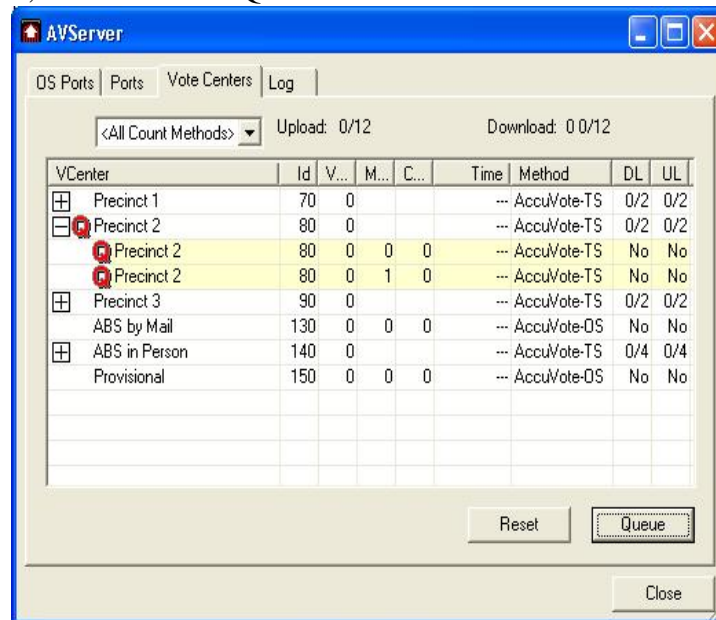 AVServer
OS Ports Ports Vote Centers Log
<All Count Methods> Upload: 0/12 Download: 0 0/12
VCenter Id V... M... C... Time Method DL UL
Precinct 1 70 0 --- AccuVote-TS 0/2 0/2
Q Precinct 2 80 0 --- AccuVote-TS 0/2 0/2
Q Precinct 2 80 0 0 0 --- AccuVote-TS No No
Q Precinct 2 80 0 1 0 --- AccuVote-TS No No
Precinct 3 90 0 --- AccuVote-TS 0/2 0/2
ABS by Mail 130 0 0 0 --- AccuVote-OS No No
ABS in Person 140 0 --- AccuVote-TS 0/4 0/4
Provisional 150 0 0 0 --- AccuVote-OS No No
Reset Queue
Close